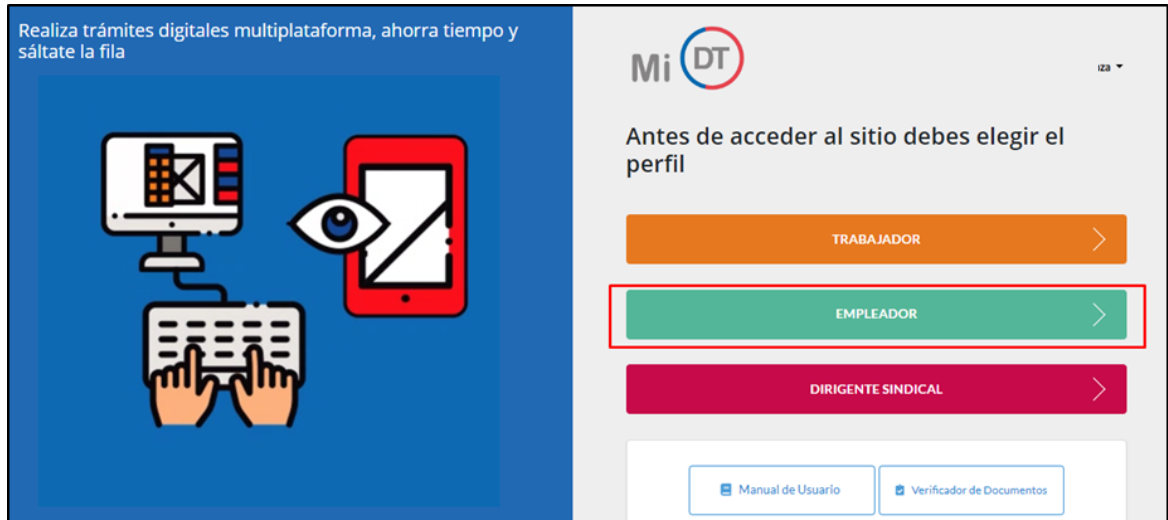 Realiza trámites digitales multiplataforma, ahorra tiempo y
sáltate la fila
Mi DT
ıza
Antes de acceder al sitio debes elegir el
perfil
TRABAJADOR
EMPLEADOR
DIRIGENTE SINDICAL
Manual de Usuario
Verificador de Documentos